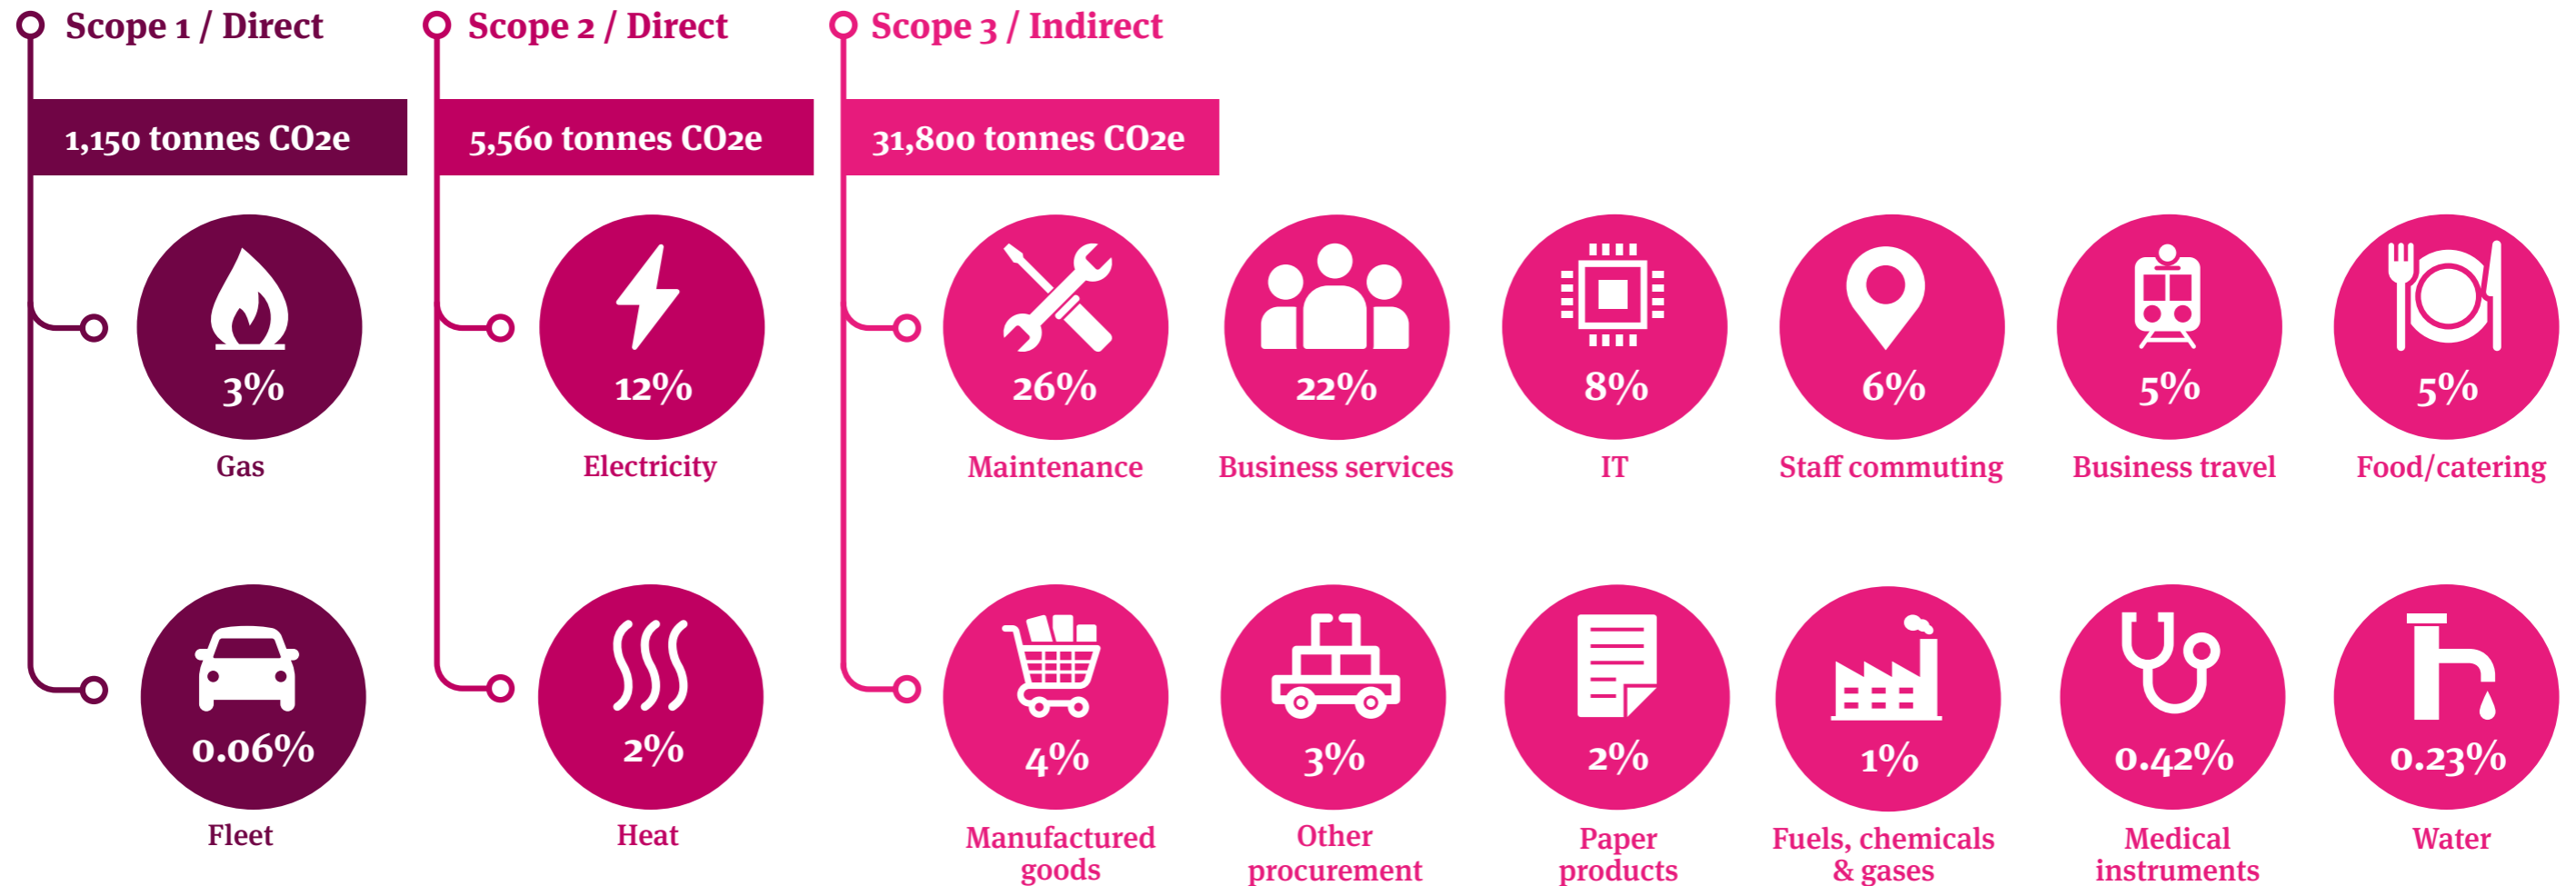 Scope 1 / Direct
1,150 tonnes CO2e
3%
Gas
0.06%
Fleet
Scope 2 / Direct
5,560 tonnes CO2e
12%
Electricity
2%
Heat
Scope 3 / Indirect
31,800 tonnes CO2e
26%
Maintenance
22%
Business services
8%
IT
6%
Staff commuting
5%
Business travel
5%
Food/catering
4%
Manufactured
goods
3%
Other
procurement
2%
Paper
products
1%
Fuels, chemicals
& gases
0.42%
Medical
instruments
0.23%
Water